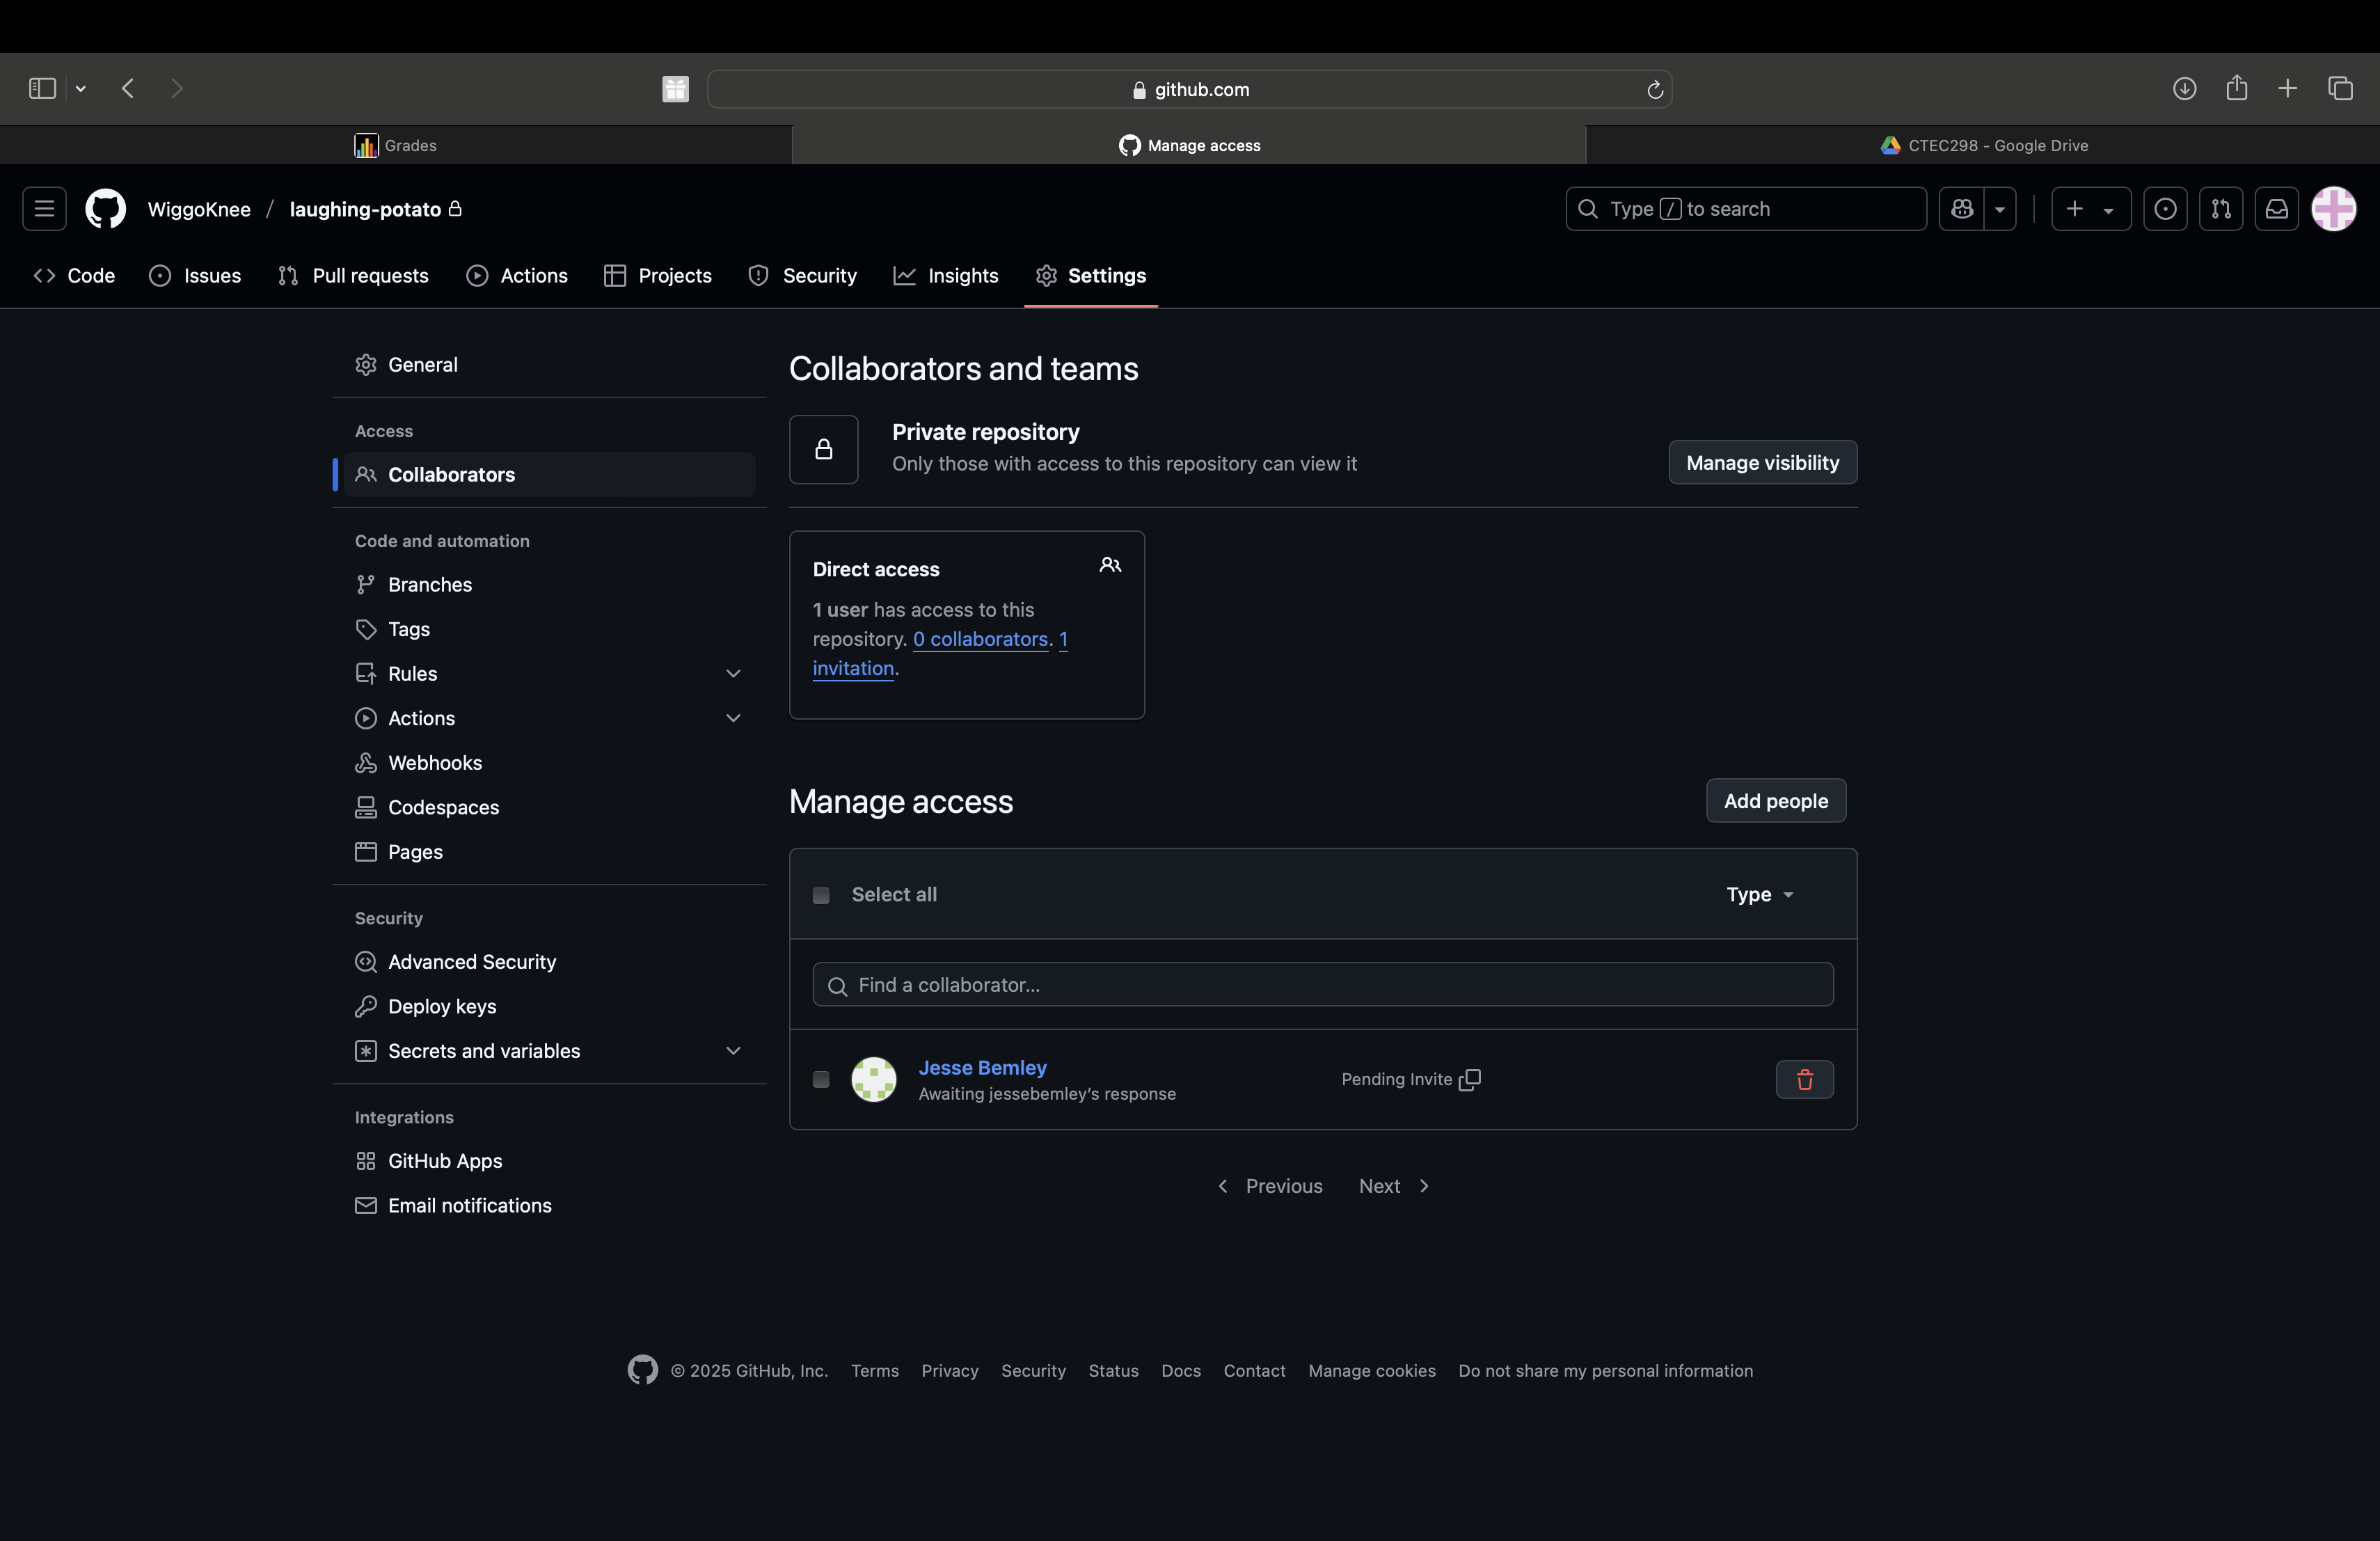 github.com
Grades
Manage access
CTEC298 - Google Drive
WiggoKnee / laughing-potato
Type / to search
Code
Issues
Pull requests
Actions
Projects
Security
Insights
Settings
General
Access
Collaborators
Code and automation
Branches
Tags
Rules
Actions
Webhooks
Codespaces
Pages
Security
Advanced Security
Deploy keys
Secrets and variables
Integrations
GitHub Apps
Email notifications
Collaborators and teams
Private repository
Only those with access to this repository can view it
Manage visibility
Direct access
1 user has access to this
repository. 0 collaborators. 1
invitation.
Manage access
Add people
Select all
Type
Find a collaborator...
Jesse Bemley
Awaiting jessebemley’s response
Pending Invite
Previous
Next
© 2025 GitHub, Inc.
Terms
Privacy
Security
Status
Docs
Contact
Manage cookies
Do not share my personal information